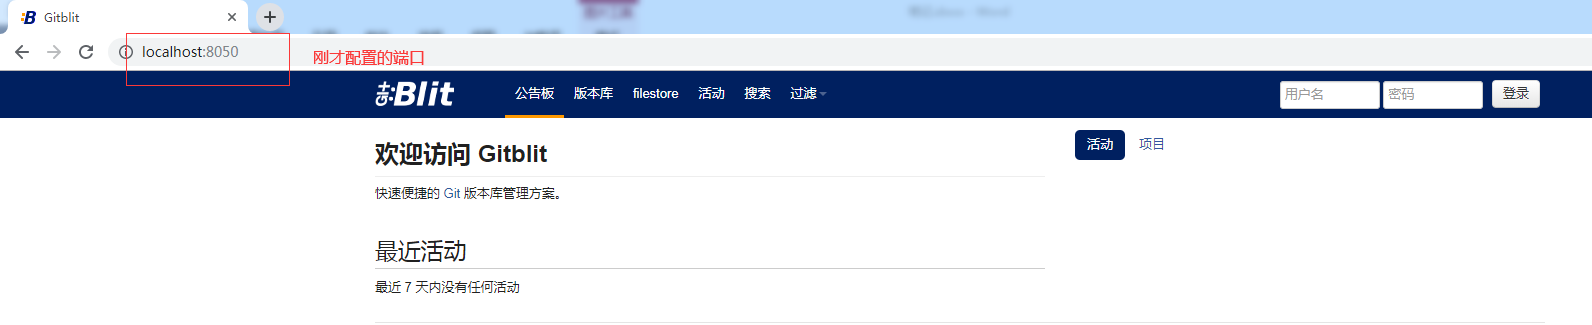 Gitblit
localhost:8050
刚才配置的端口
Blit
公告板 版本库 filestore 活动 搜索 过滤
用户名 密码 登录
欢迎访问 Gitblit
活动 项目
快速便捷的 Git 版本库管理方案。
最近活动
最近 7 天内没有任何活动